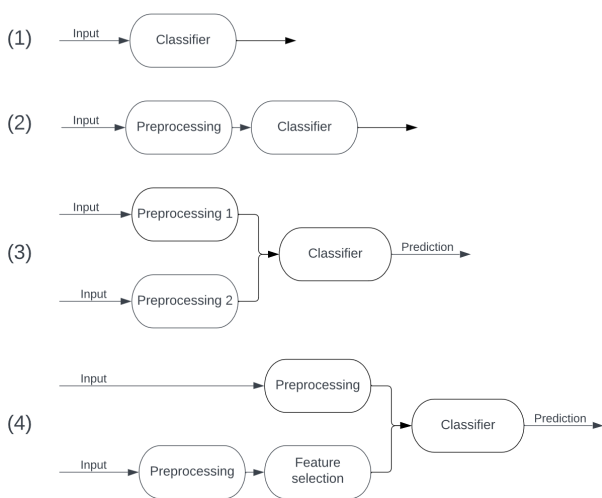 (1)
Input
Classifier
(2)
Input
Preprocessing
Classifier
(3)
Input
Preprocessing 1
Input
Preprocessing 2
Classifier
Prediction
(4)
Input
Preprocessing
Input
Preprocessing
Feature
selection
Classifier
Prediction